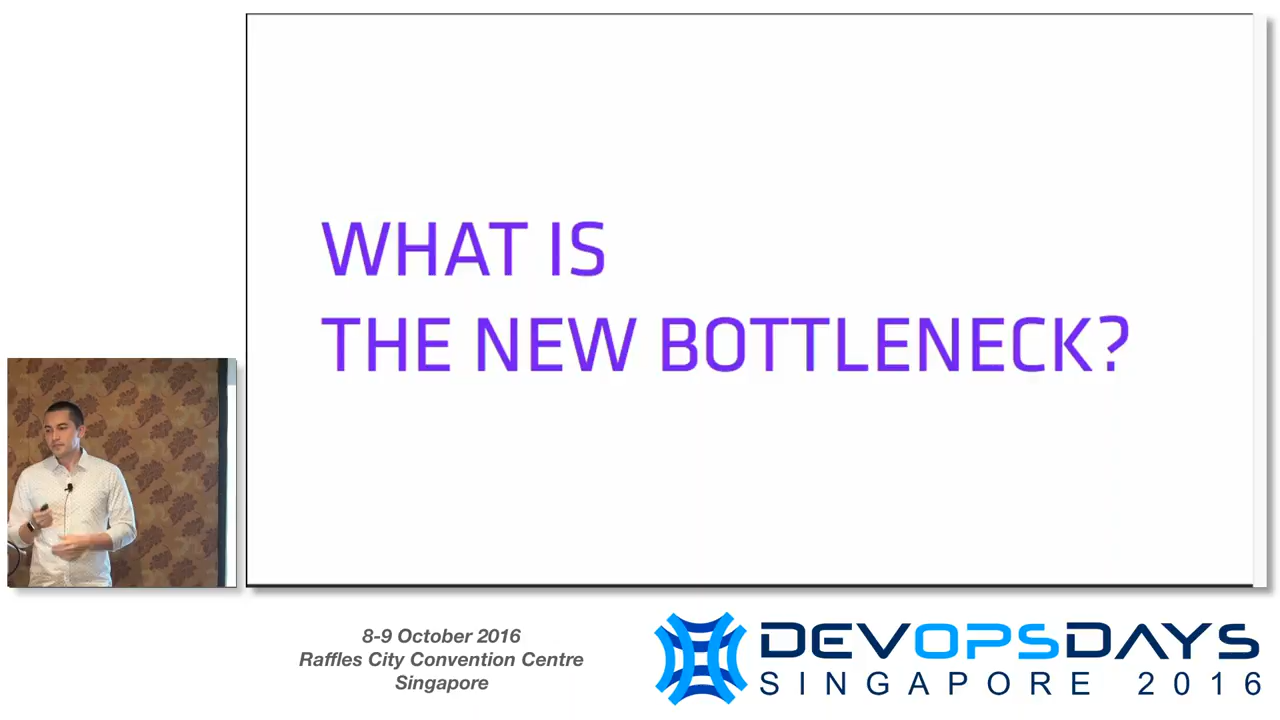 WHAT IS
THE NEW BOTTLENECK?
8-9 October 2016
Raffles City Convention Centre
Singapore
DEVOPSDAYS
SINGAPORE 2016